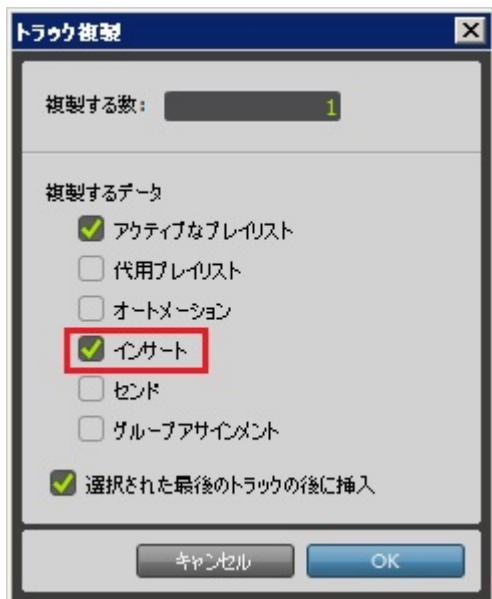 トラック複製
複製する数: 1
複製するデータ
アクティブなプレイリスト
代用プレイリスト
オートメーション
インサート
センド
グループアサインメント
選択された最後のトラックの後に挿入
キャンセル OK